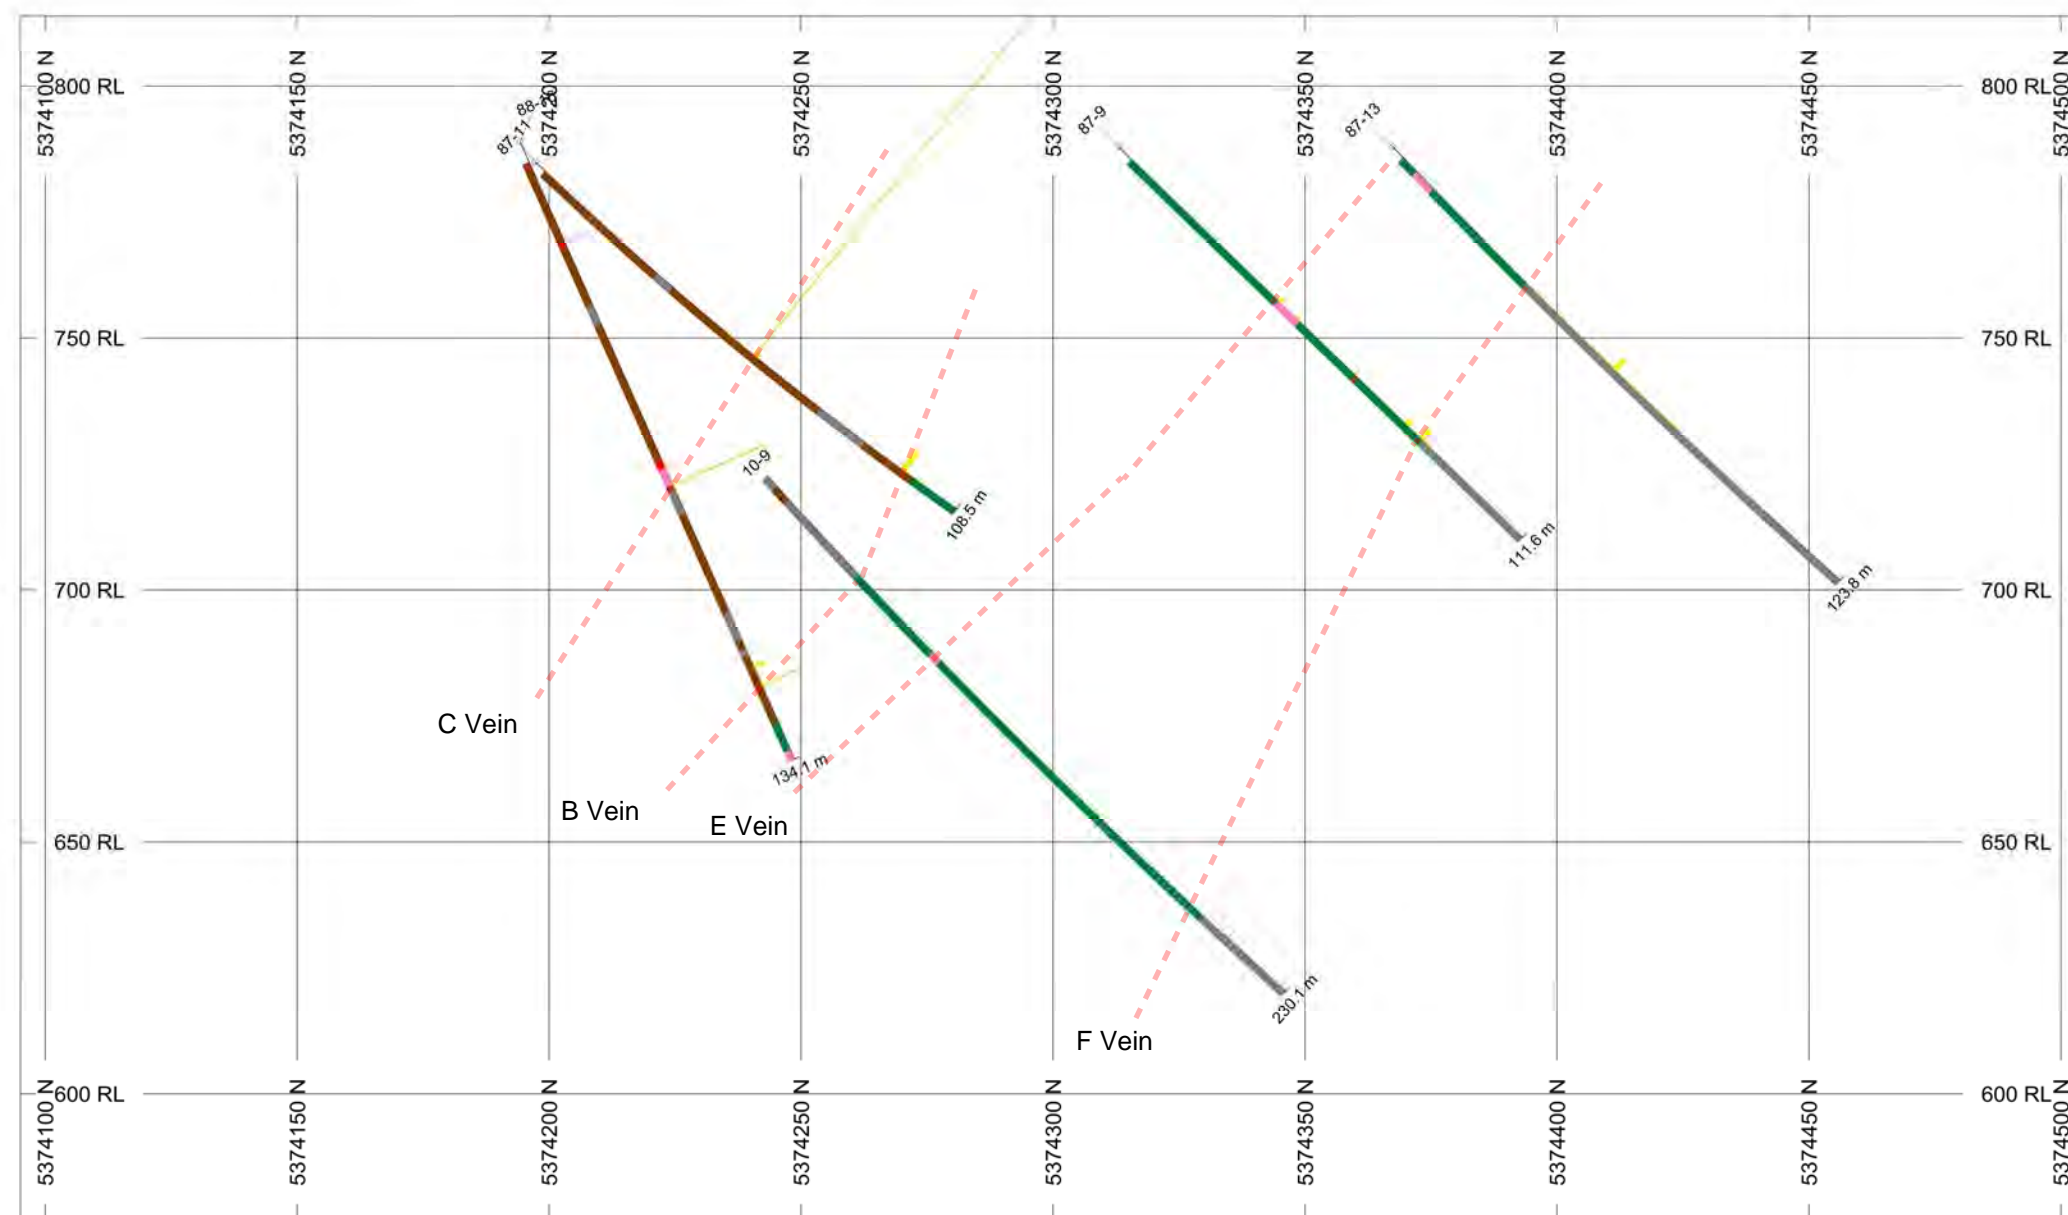 5374100 N
5374150 N
5374200 N
5374250 N
5374300 N
5374350 N
5374400 N
5374450 N
5374500 N
800 RL
800 RL
87-11
87-9
87-13
750 RL
750 RL
10-9
108.5 m
111.6 m
123.8 m
700 RL
700 RL
C Vein
134.1 m
B Vein
E Vein
650 RL
650 RL
230.1 m
F Vein
600 RL
600 RL
5374100 N
5374150 N
5374200 N
5374250 N
5374300 N
5374350 N
5374400 N
5374450 N
5374500 N